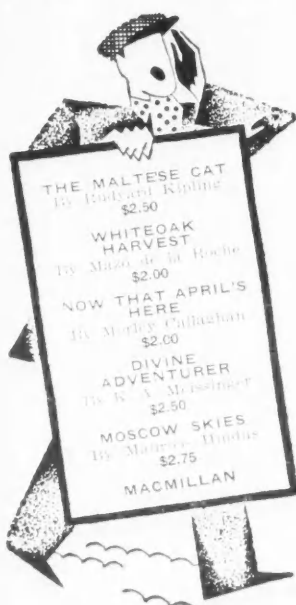 THE MALTESE CAT
By Rudyard Kipling
$2.50
WHITEOAK
HARVEST
By Mazo de la Roche
$2.00
NOW THAT APRIL'S
HERE
By Morley Callaghan
$2.00
DIVINE
ADVENTURER
By K. A. Meissinger
$2.50
MOSCOW SKIES
By Maurice Hindus
$2.75
MACMILLAN